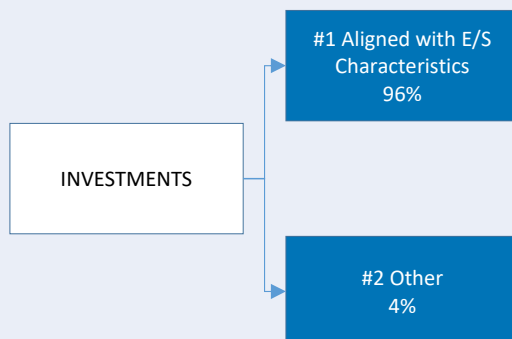 #1 Aligned with E/S
Characteristics
96%
INVESTMENTS
#2 Other
4%